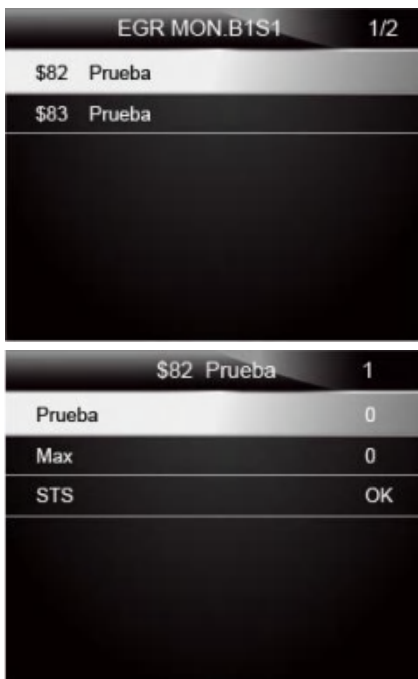 EGR MON.B1S1 1/2
$82 Prueba
$83 Prueba
$82 Prueba 1
Prueba 0
Max 0
STS OK